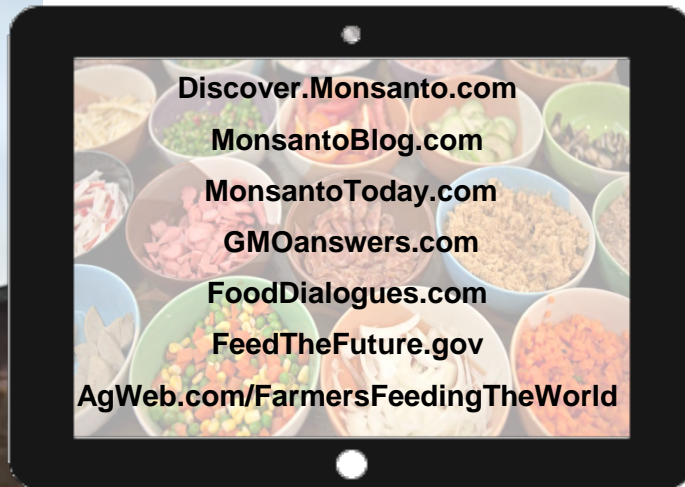 Discover.Monsanto.com
MonsantoBlog.com
MonsantoToday.com
GMOanswers.com
FoodDialogues.com
FeedTheFuture.gov
AgWeb.com/FarmersFeedingTheWorld